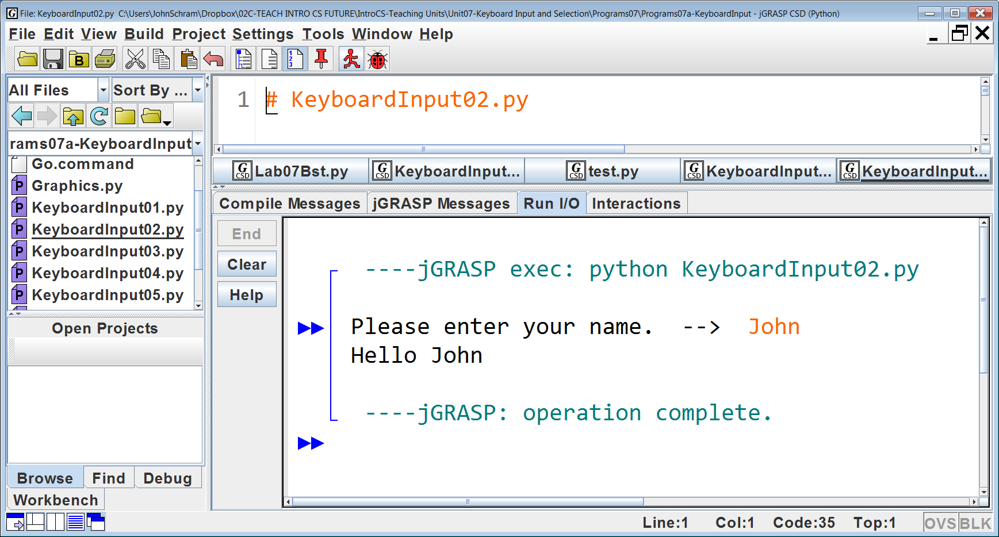 File: KeyboardInput02.py  C:\Users\JohnSchram\Dropbox\02C-TEACH INTRO CS FUTURE\IntroCS-Teaching Units\Unit07-Keyboard Input and Selection\Programs07\Programs07a-KeyboardInput - jGRASP CSD (Python)
File Edit View Build Project Settings Tools Window Help
All Files Sort By ...
rams07a-KeyboardInput
Go.command
Graphics.py
KeyboardInput01.py
KeyboardInput02.py
KeyboardInput03.py
KeyboardInput04.py
KeyboardInput05.py
Open Projects
Browse Find Debug
Workbench
1 # KeyboardInput02.py
Lab07Bst.py KeyboardInput... test.py KeyboardInput... KeyboardInput...
Compile Messages jGRASP Messages Run I/O Interactions
End
Clear
Help
----jGRASP exec: python KeyboardInput02.py
Please enter your name.  -->  John
Hello John
----jGRASP: operation complete.
Line:1 Col:1 Code:35 Top:1 OVS BLK